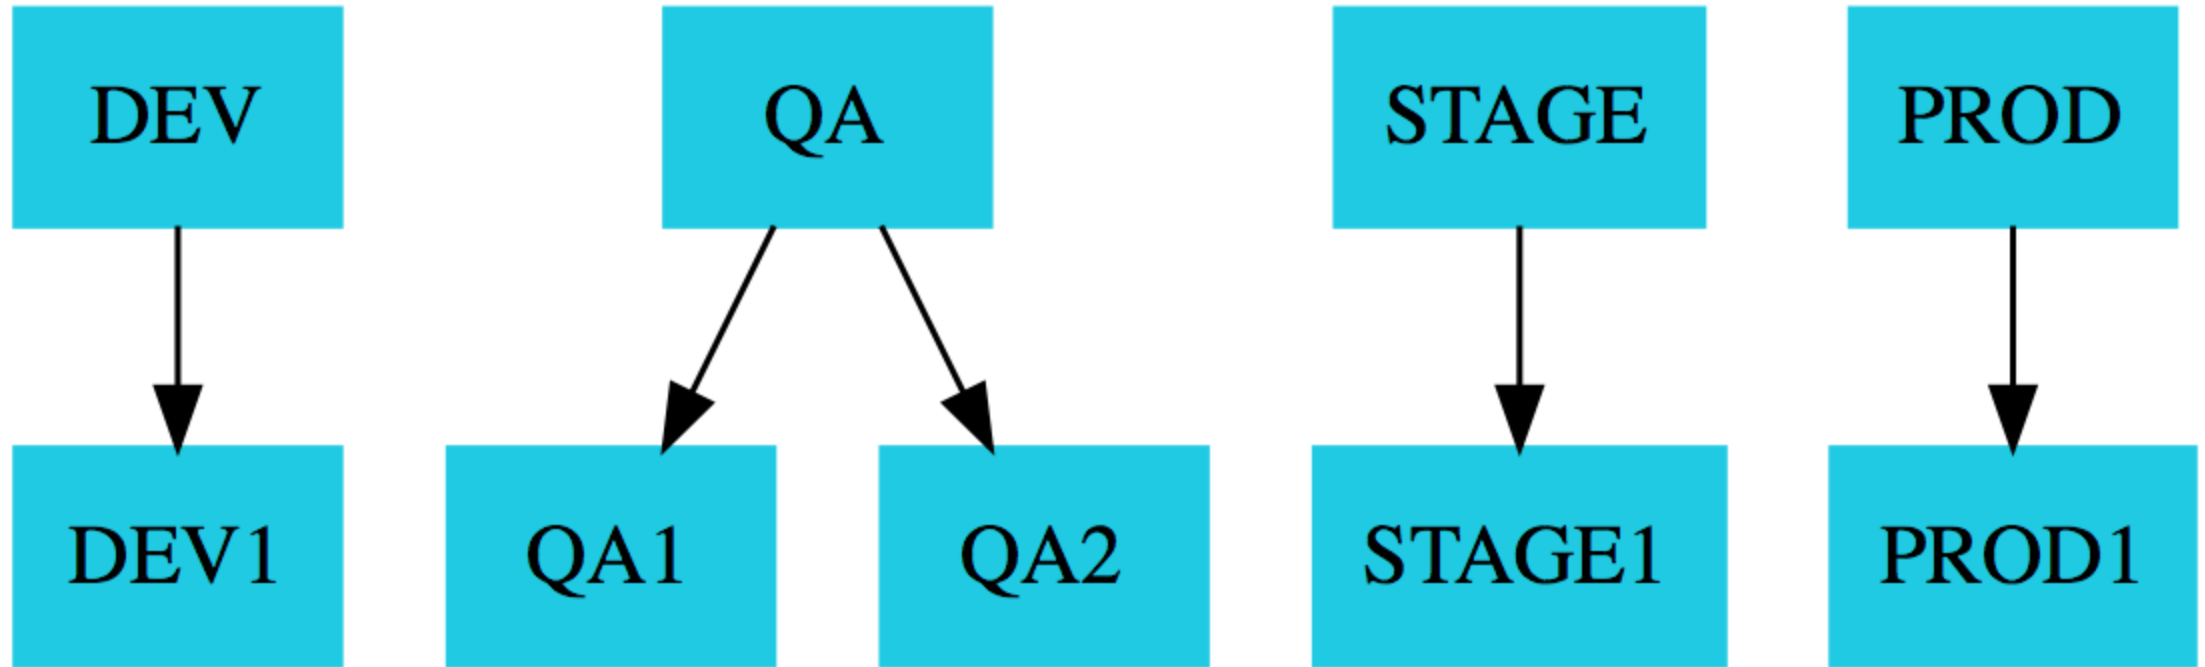 DEV
QA
STAGE
PROD
DEV1
QA1
QA2
STAGE1
PROD1